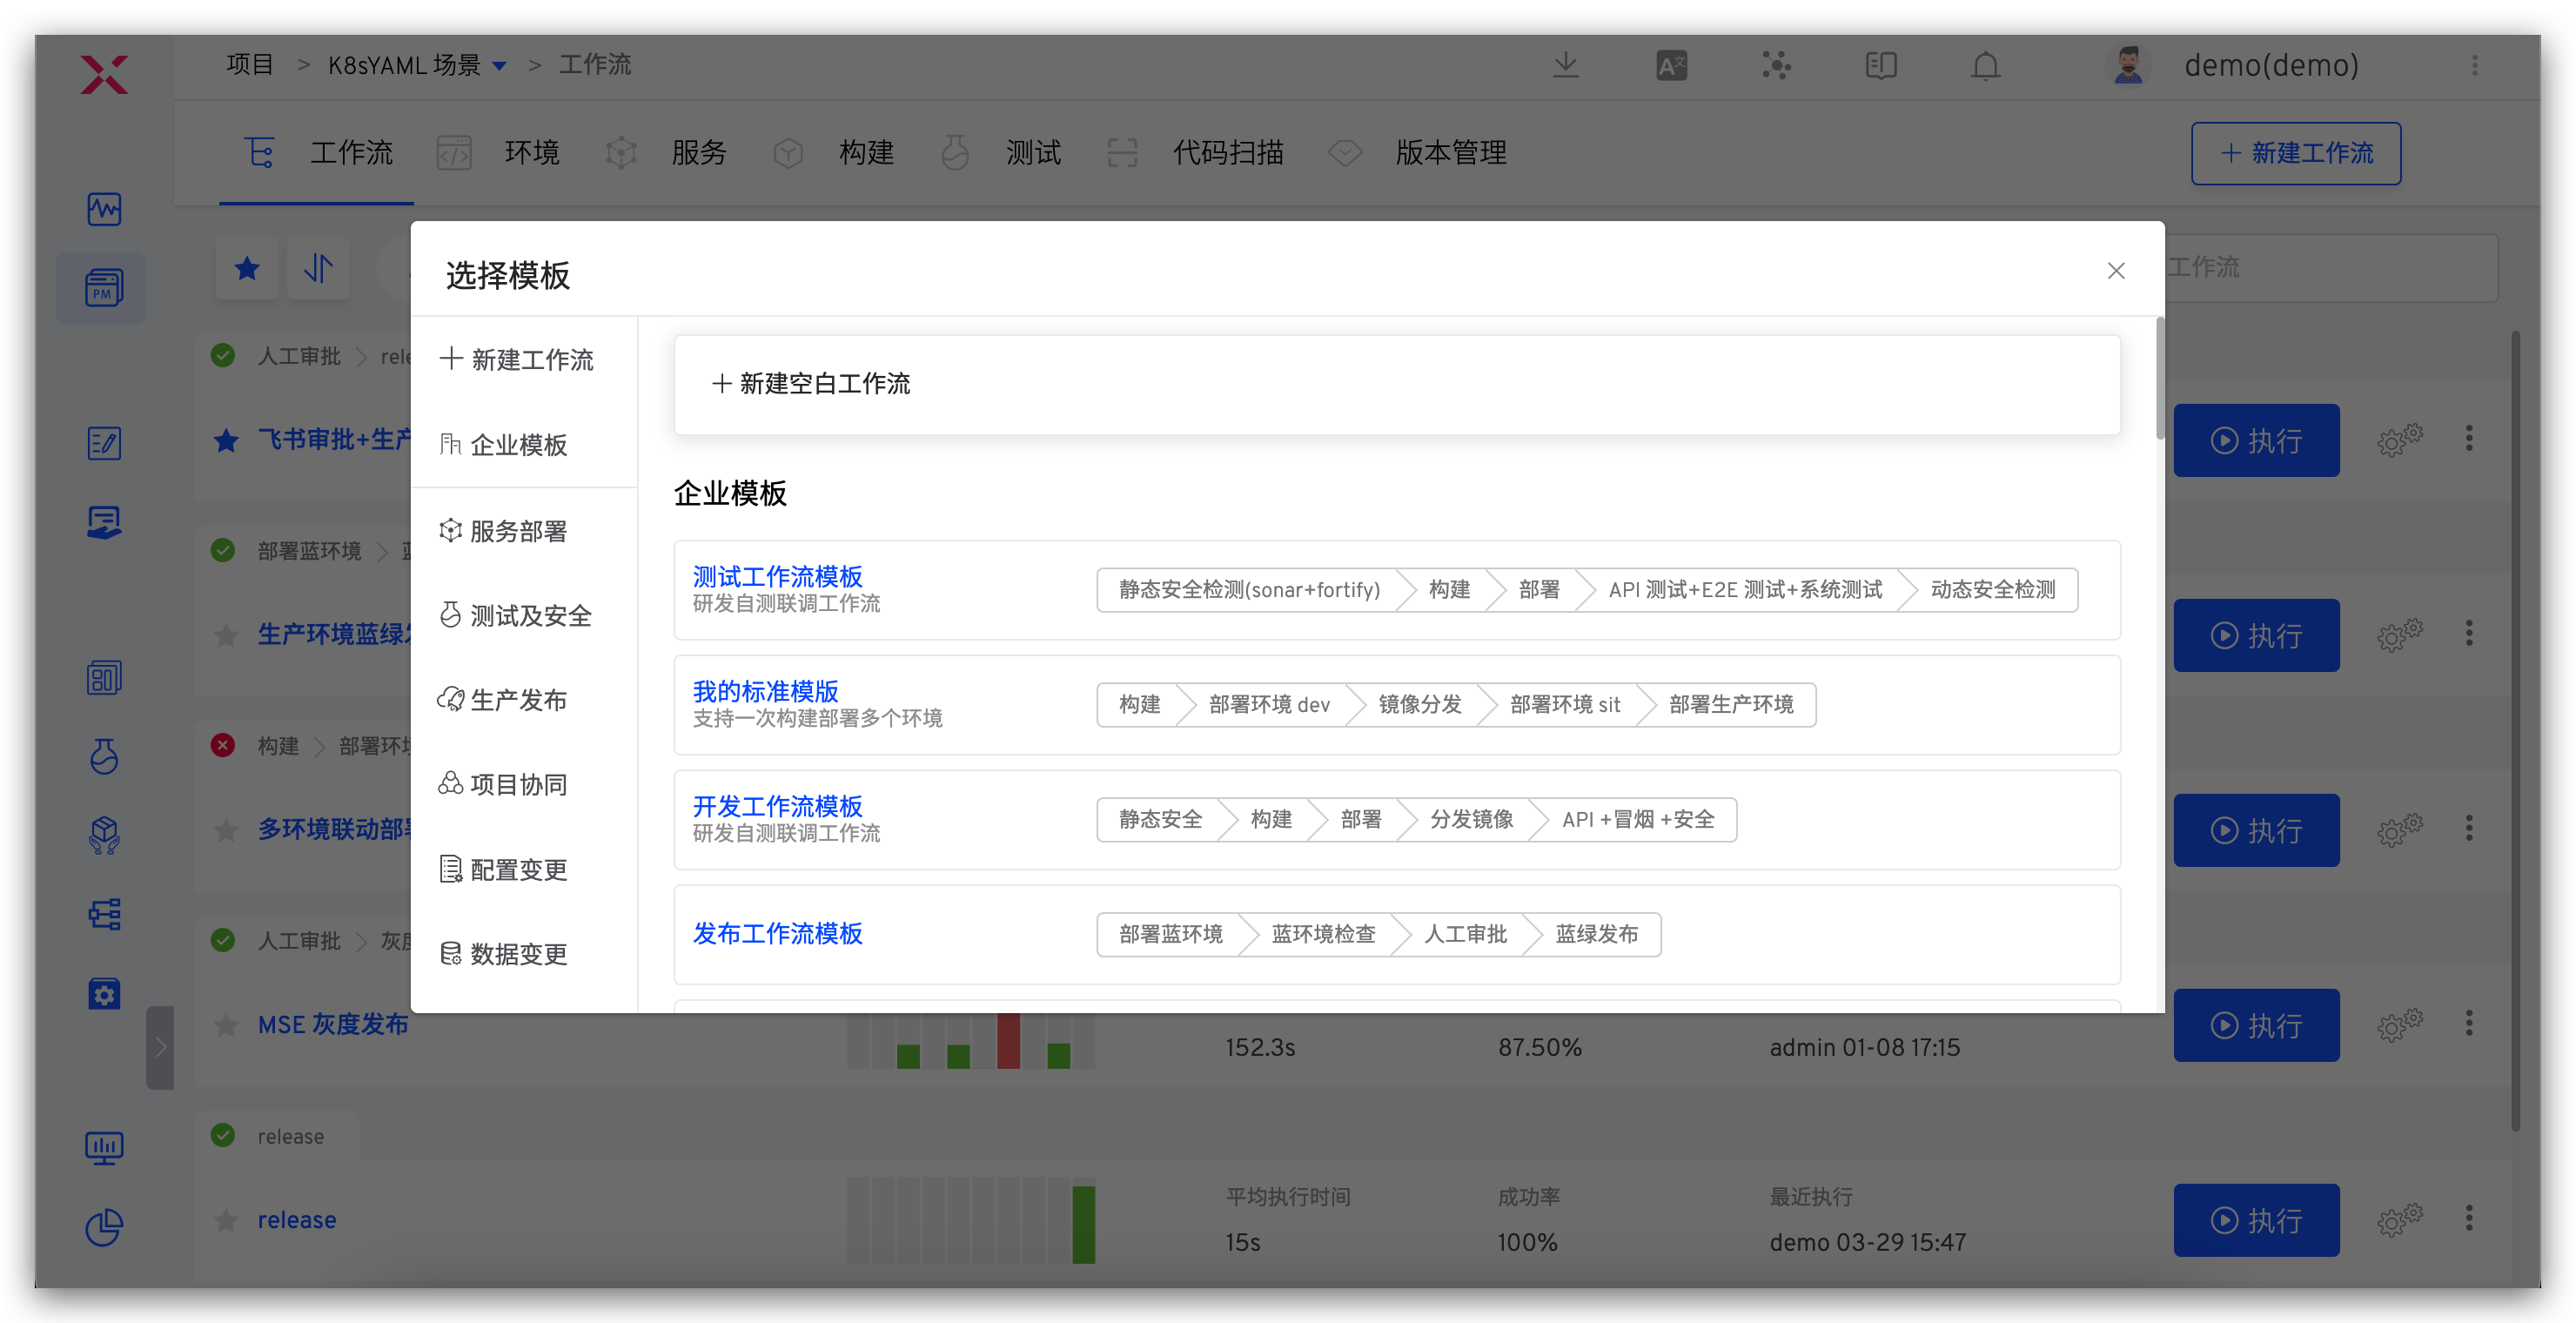 项目 > K8sYAML 场景 > 工作流
demo(demo)
工作流 环境 服务 构建 测试 代码扫描 版本管理
+ 新建工作流
PM
工作流
选择模板
+ 新建工作流
企业模板
服务部署
测试及安全
生产发布
项目协同
配置变更
数据变更
+ 新建空白工作流
企业模板
测试工作流模板
研发自测联调工作流
静态安全检测(sonar+fortify) 构建 部署 API 测试+E2E 测试+系统测试 动态安全检测
我的标准模版
支持一次构建部署多个环境
构建 部署环境 dev 镜像分发 部署环境 sit 部署生产环境
开发工作流模板
研发自测联调工作流
静态安全 构建 部署 分发镜像 API +冒烟 +安全
发布工作流模板
部署蓝环境 蓝环境检查 人工审批 蓝绿发布
人工审批 rele
飞书审批+生产
执行
部署蓝环境
生产环境蓝绿
执行
构建 部署环
多环境联动部
执行
人工审批 灰
MSE 灰度发布
152.3s 87.50% admin 01-08 17:15
执行
release
release
平均执行时间 成功率 最近执行
15s 100% demo 03-29 15:47
执行